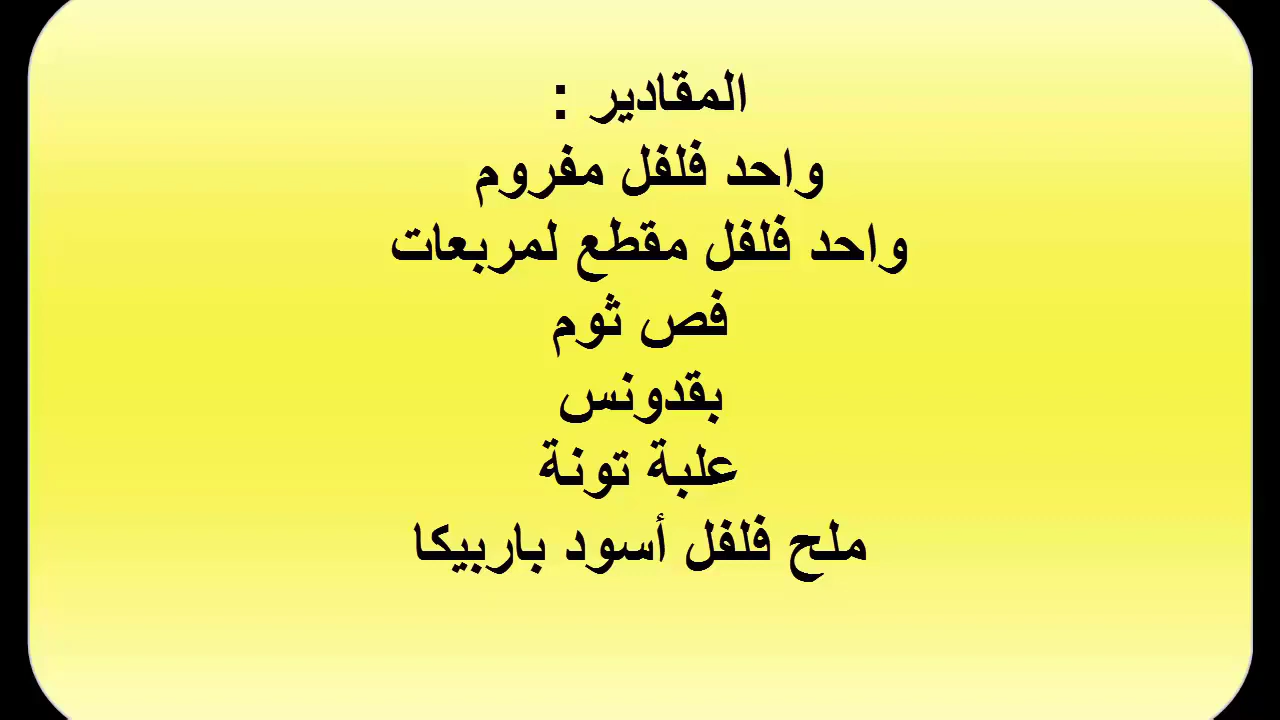 المقادير :
واحد فلفل مفروم
واحد فلفل مقطع لمربعات
فص ثوم
بقدونس
علبة تونة
ملح فلفل أسود باربيكا